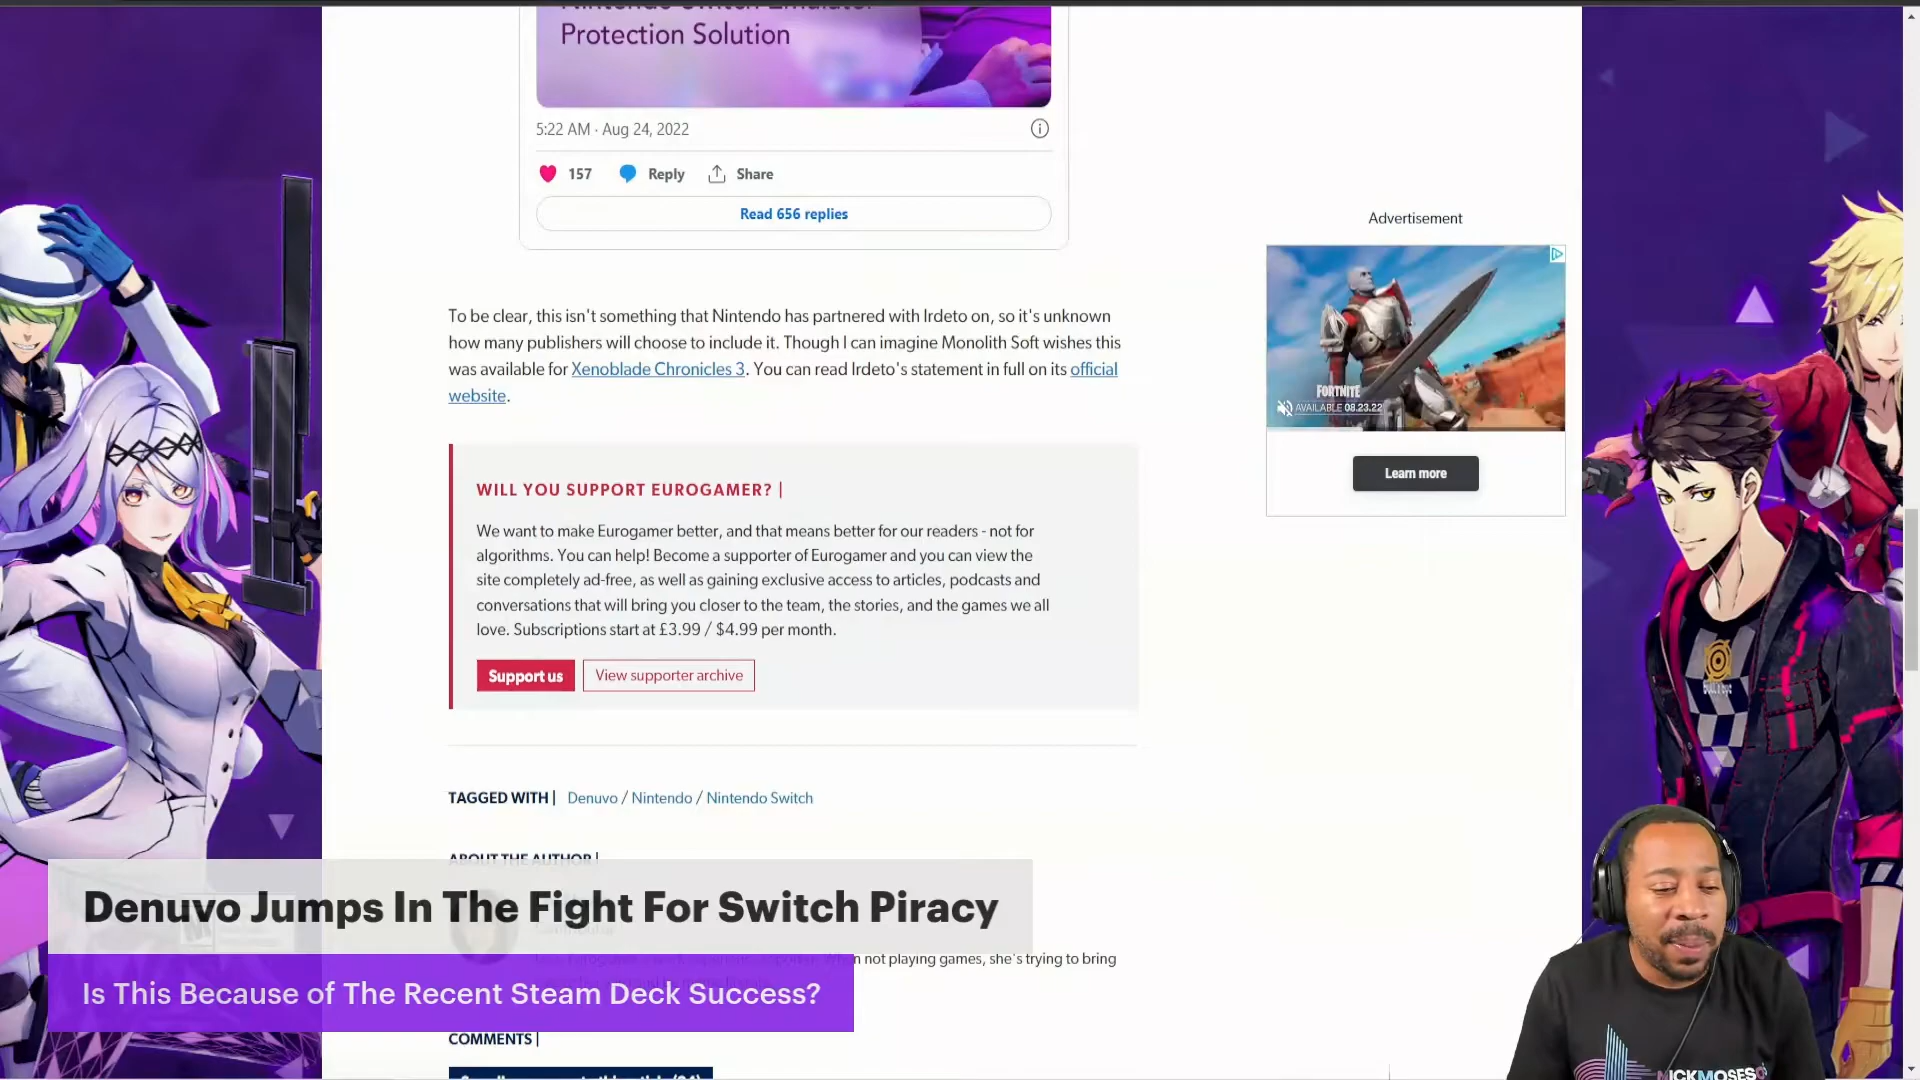 Protection Solution
5:22 AM · Aug 24, 2022
157 Reply Share
Read 656 replies
Advertisement
FORTNITE
AVAILABLE 08.23.22
Learn more
To be clear, this isn't something that Nintendo has partnered with Irdeto on, so it's unknown
how many publishers will choose to include it. Though I can imagine Monolith Soft wishes this
was available for Xenoblade Chronicles 3. You can read Irdeto's statement in full on its official
website.
WILL YOU SUPPORT EUROGAMER? |
We want to make Eurogamer better, and that means better for our readers - not for
algorithms. You can help! Become a supporter of Eurogamer and you can view the
site completely ad-free, as well as gaining exclusive access to articles, podcasts and
conversations that will bring you closer to the team, the stories, and the games we all
love. Subscriptions start at £3.99 / $4.99 per month.
Support us View supporter archive
TAGGED WITH | Denuvo / Nintendo / Nintendo Switch
ABOUT THE AUTHOR |
Denuvo Jumps In The Fight For Switch Piracy
not playing games, she's trying to bring
Is This Because of The Recent Steam Deck Success?
COMMENTS |